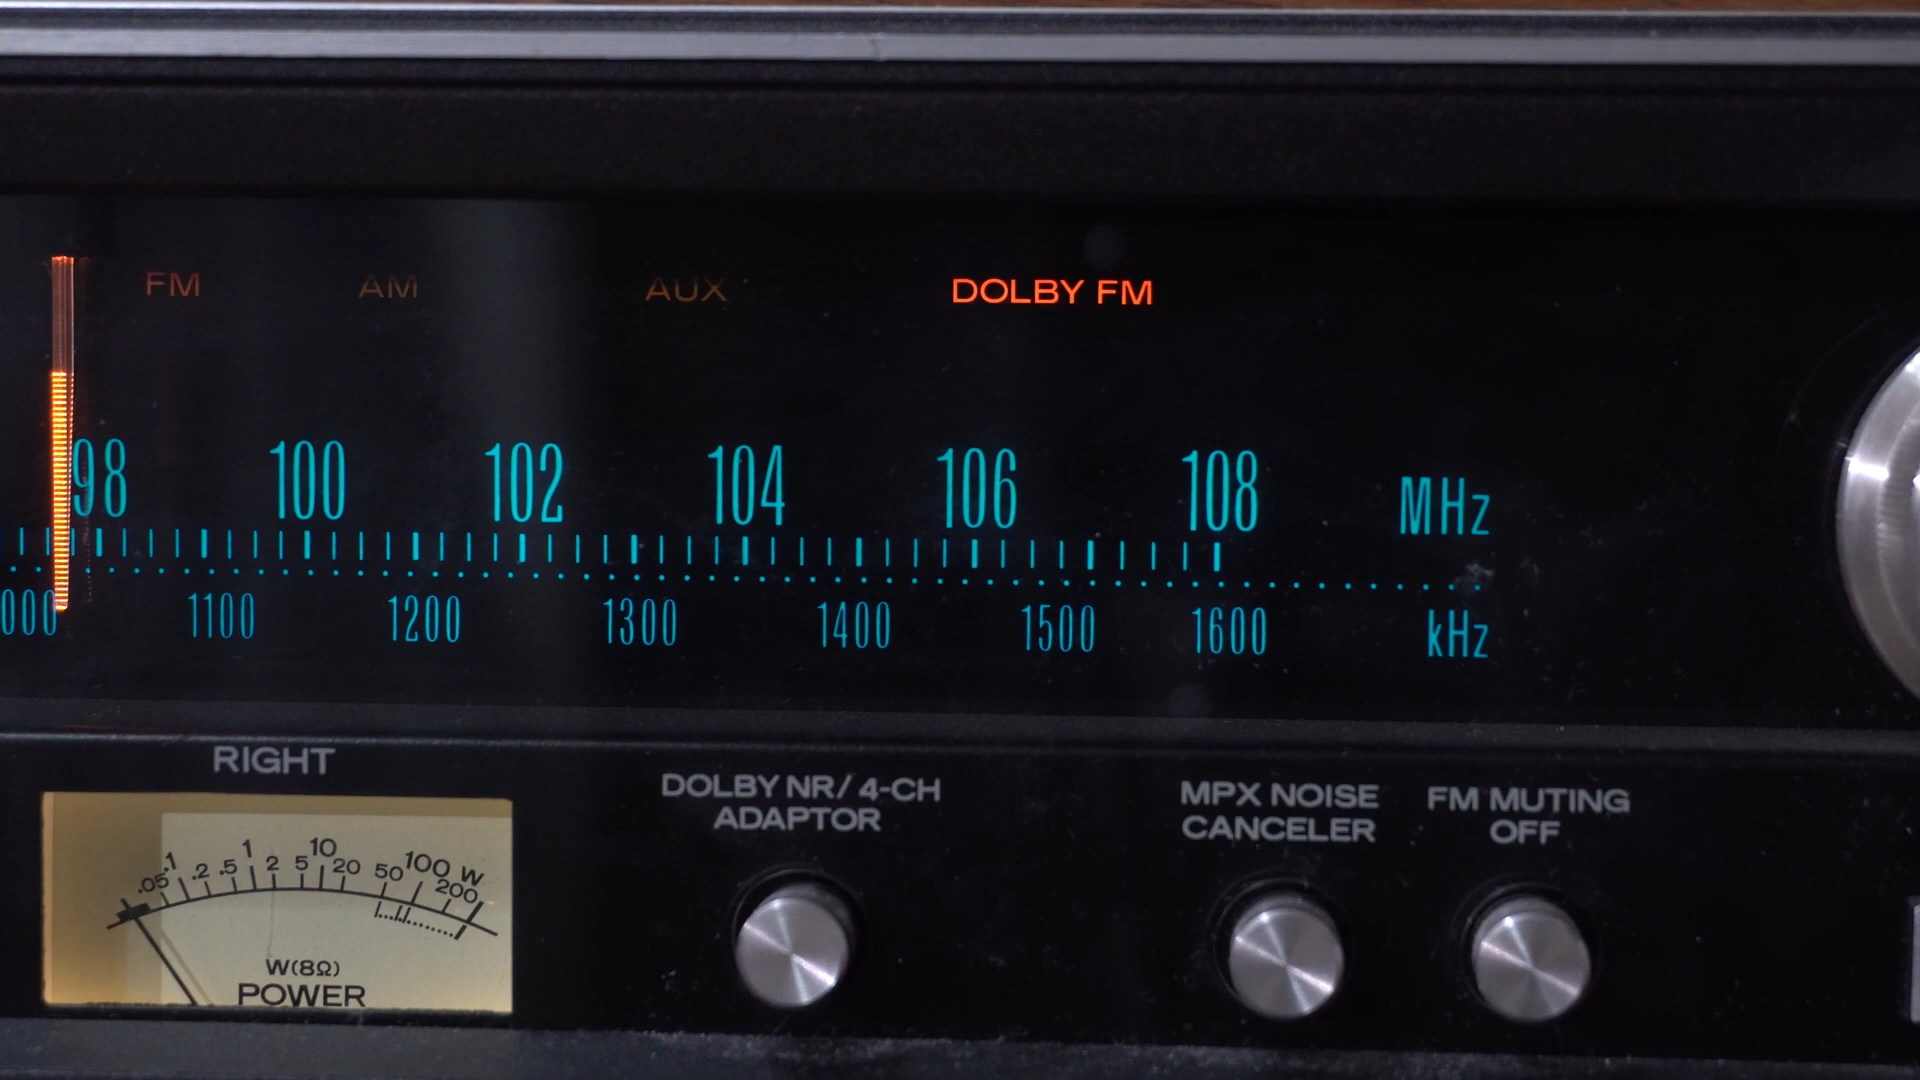 FM AM AUX DOLBY FM
98 100 102 104 106 108 MHz
000 1100 1200 1300 1400 1500 1600 kHz
RIGHT
DOLBY NR/4-CH
ADAPTOR
MPX NOISE
CANCELER
FM MUTING
OFF
.05 .1 .2 .5 1 2 5 10 20 50 100 W 200
W(8Ω)
POWER